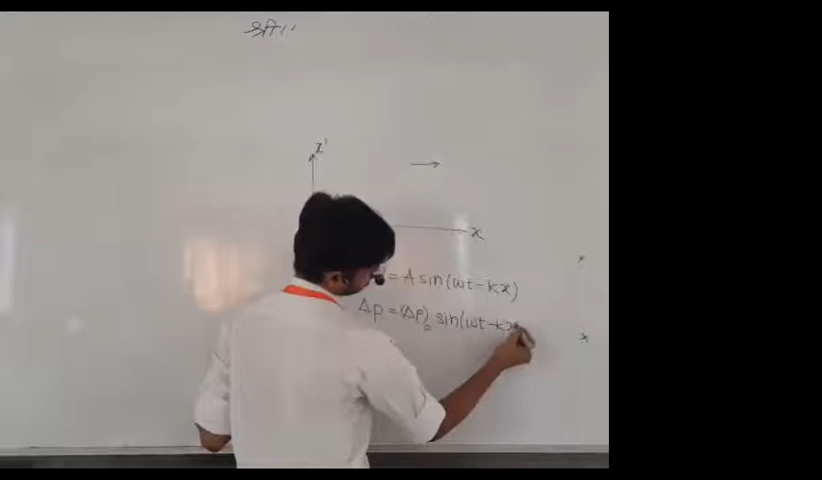 श्री॥
x
= A sin(ωt-kx)
Δp = (Δp)₀ sin(ωt-kx